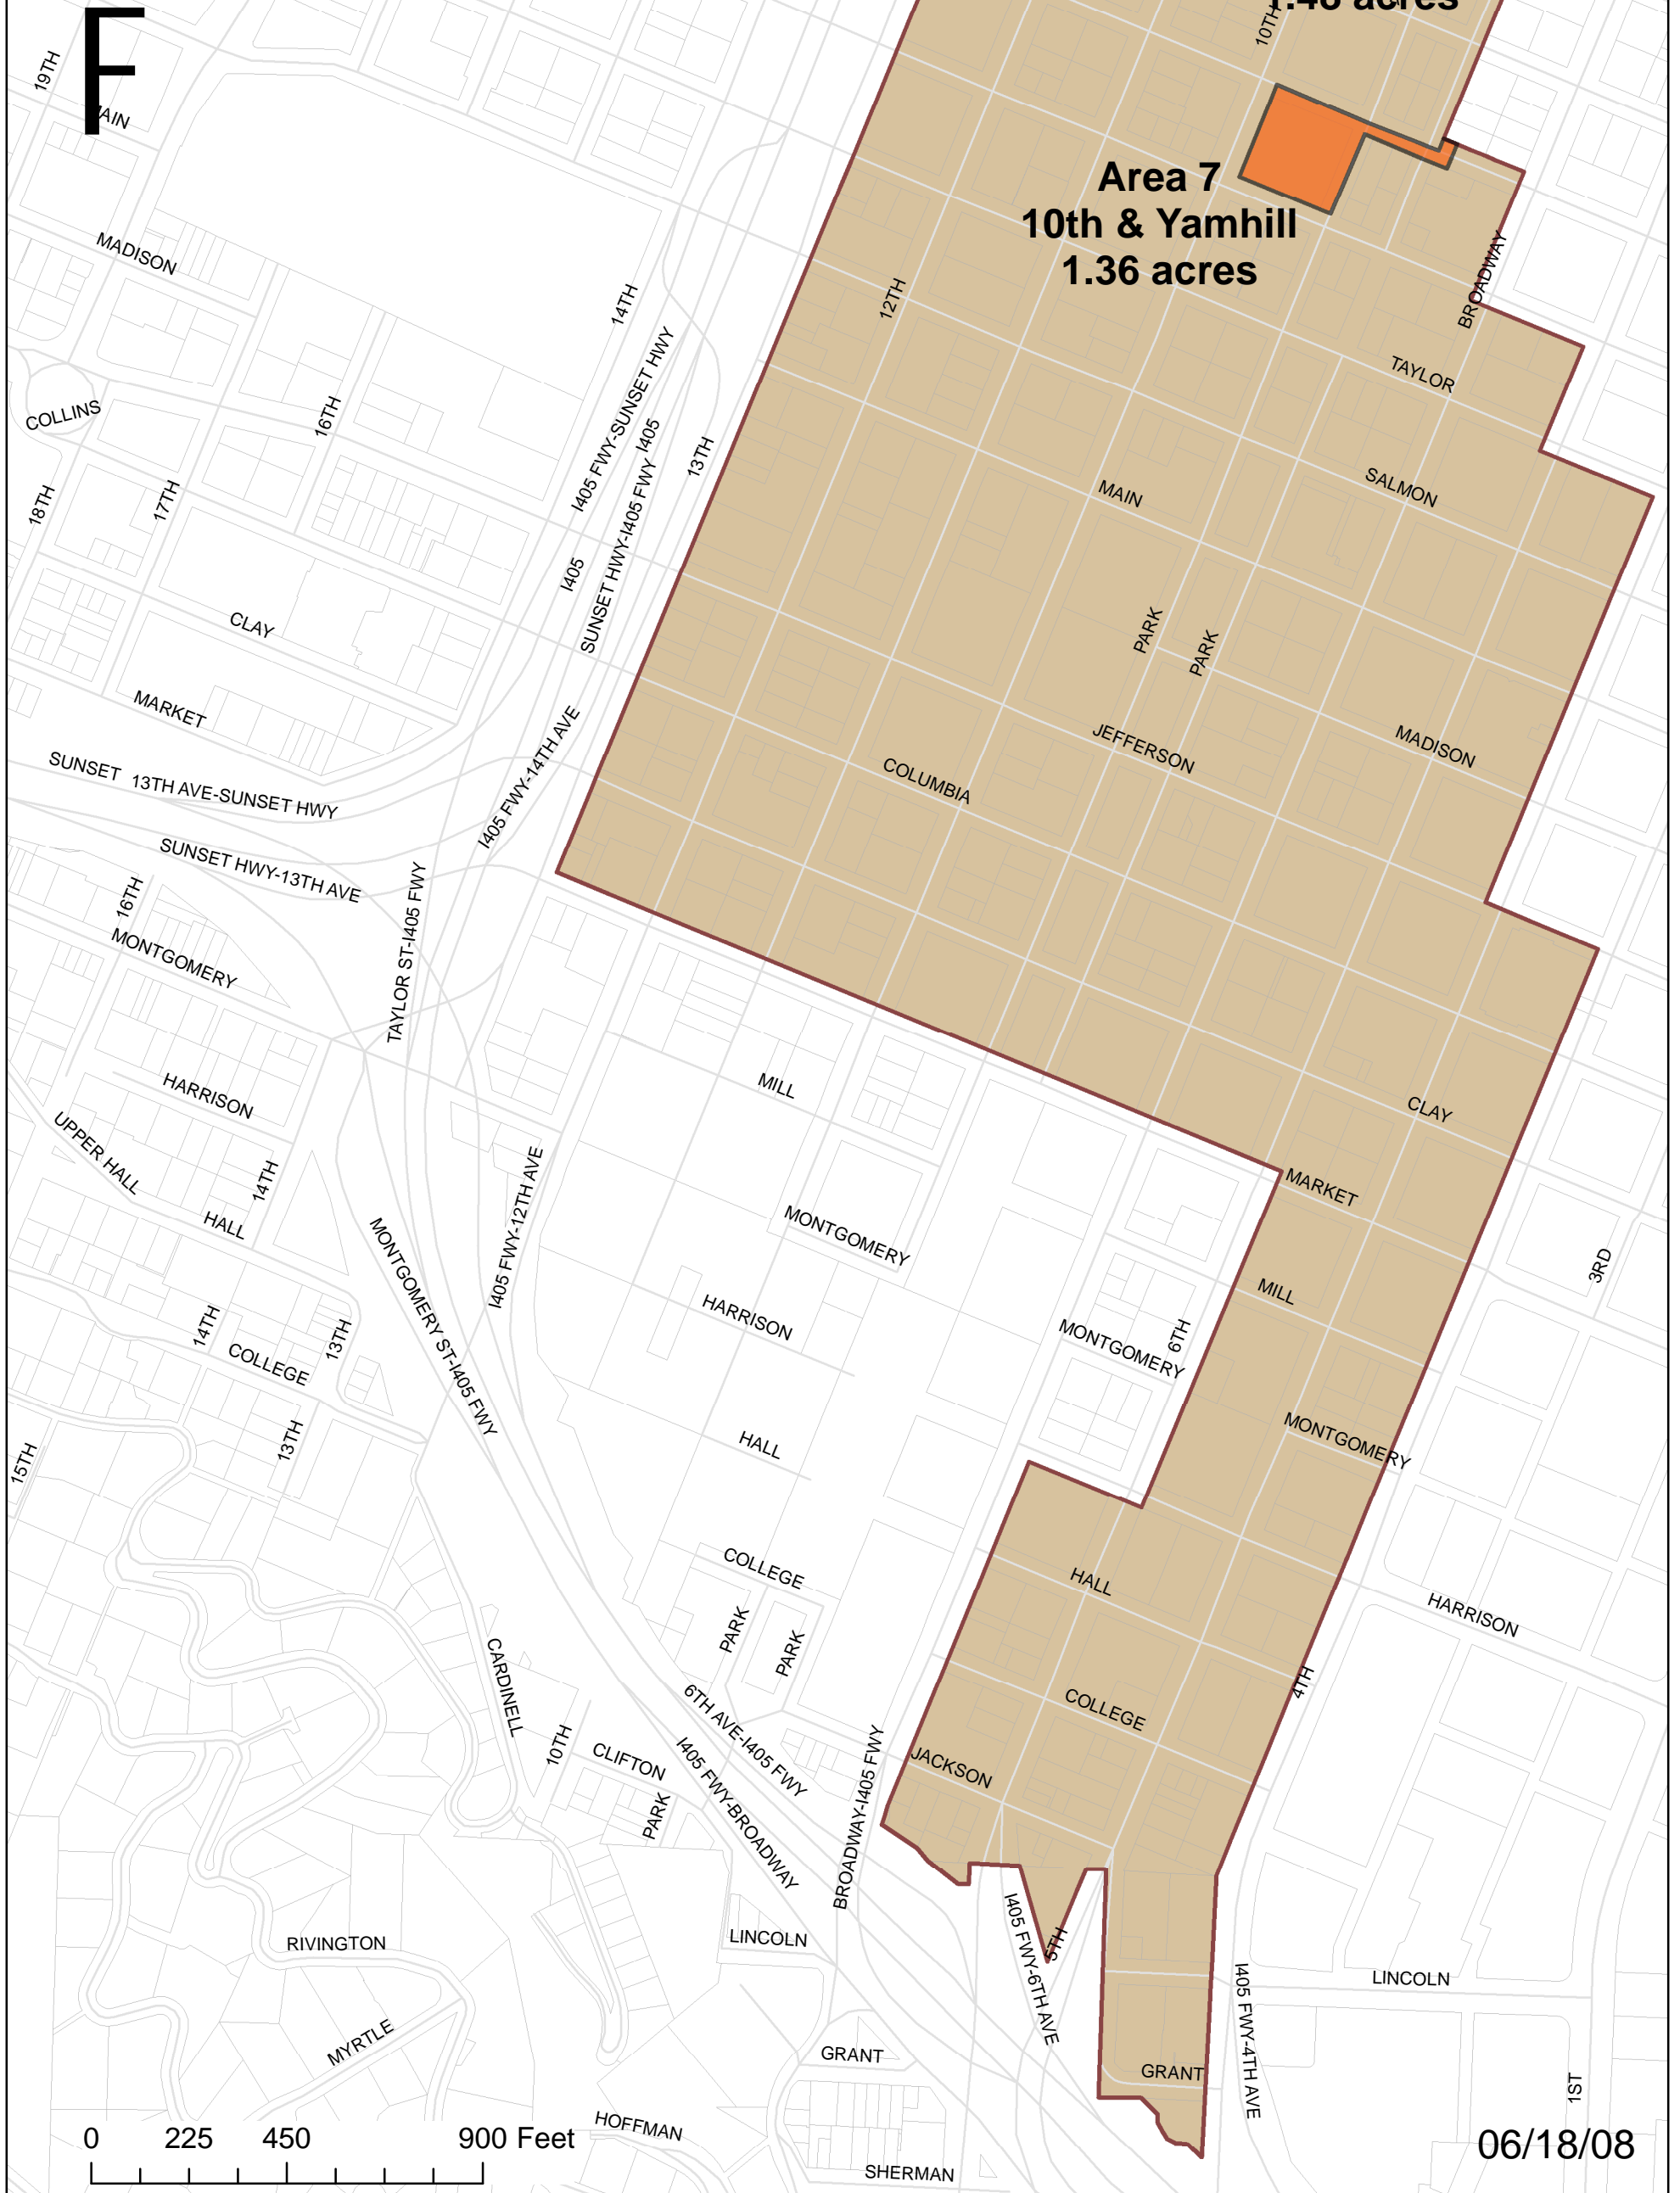 1.48 acres
10TH
F
19TH
MAIN
Area 7
10th & Yamhill
1.36 acres
MADISON
14TH
12TH
BROADWAY
TAYLOR
COLLINS
16TH
I405 FWY-SUNSET HWY
I405
13TH
18TH
17TH
SALMON
MAIN
I405
SUNSET HWY-I405 FWY
CLAY
PARK
PARK
MARKET
JEFFERSON
MADISON
SUNSET
13TH AVE-SUNSET HWY
I405 FWY-14TH AVE
COLUMBIA
SUNSET HWY-13TH AVE
16TH
MONTGOMERY
TAYLOR ST-I405 FWY
HARRISON
MILL
CLAY
UPPER HALL
14TH
I405 FWY-12TH AVE
MARKET
HALL
MONTGOMERY
3RD
MONTGOMERY ST-I405 FWY
MILL
14TH
13TH
HARRISON
MONTGOMERY
6TH
COLLEGE
13TH
15TH
HALL
MONTGOMERY
COLLEGE
HALL
HARRISON
PARK
PARK
CARDINELL
4TH
6TH AVE-I405 FWY
COLLEGE
10TH
CLIFTON
JACKSON
I405 FWY-BROADWAY
BROADWAY-I405 FWY
PARK
LINCOLN
RIVINGTON
5TH
I405 FWY-6TH AVE
LINCOLN
I405 FWY-4TH AVE
MYRTLE
GRANT
GRANT
1ST
HOFFMAN
0 225 450 900 Feet
06/18/08
SHERMAN